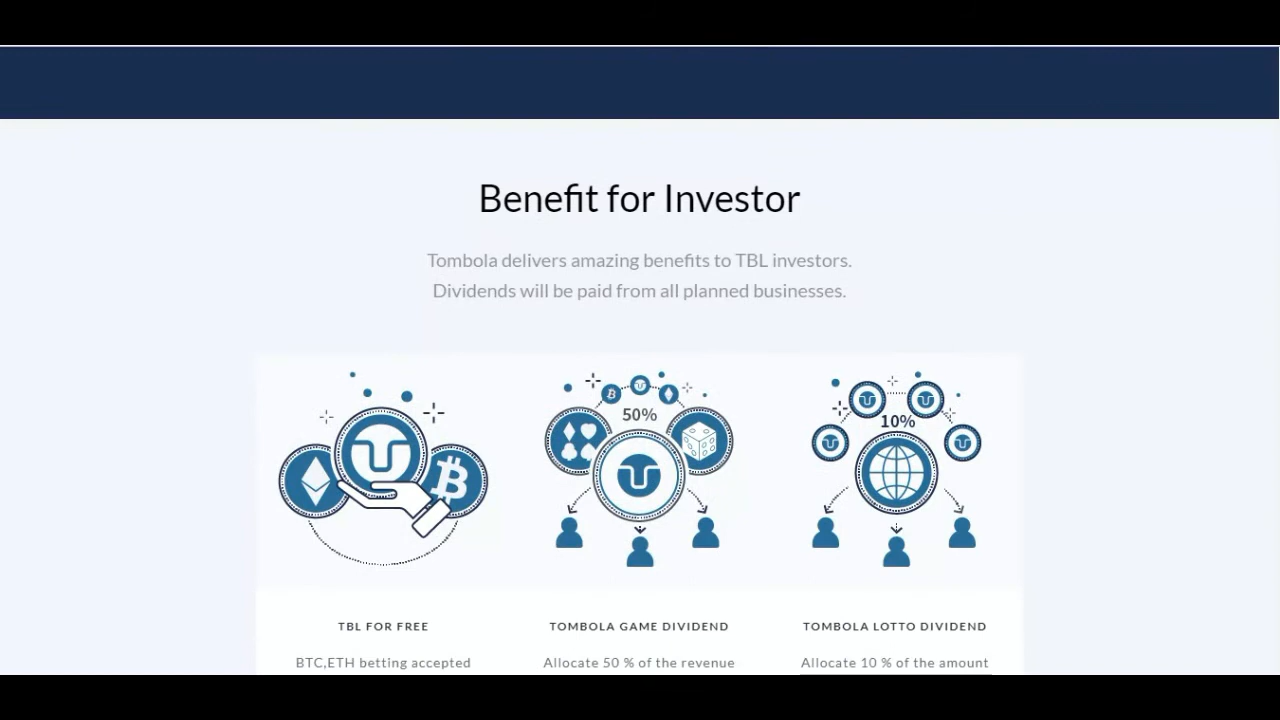 Benefit for Investor
Tombola delivers amazing benefits to TBL investors.
Dividends will be paid from all planned businesses.
50%
10%
TBL FOR FREE
TOMBOLA GAME DIVIDEND
TOMBOLA LOTTO DIVIDEND
BTC,ETH betting accepted
Allocate 50 % of the revenue
Allocate 10 % of the amount